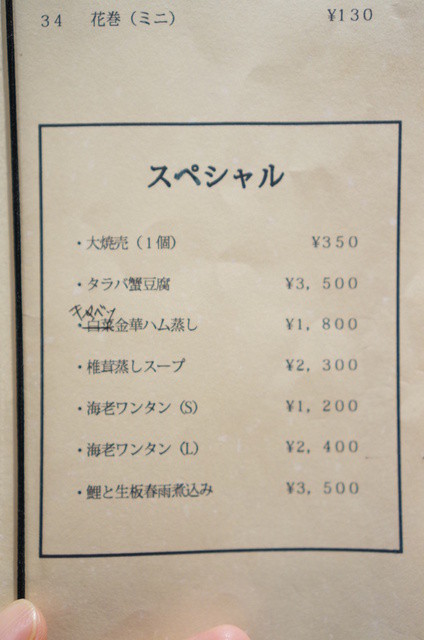 34 花巻（ミニ） ¥130
スペシャル
・大焼売（1個） ¥350
・タラバ蟹豆腐 ¥3,500
キャベツ
・白菜金華ハム蒸し ¥1,800
・椎茸蒸しスープ ¥2,300
・海老ワンタン（S） ¥1,200
・海老ワンタン（L） ¥2,400
・鯉と生板春雨煮込み ¥3,500